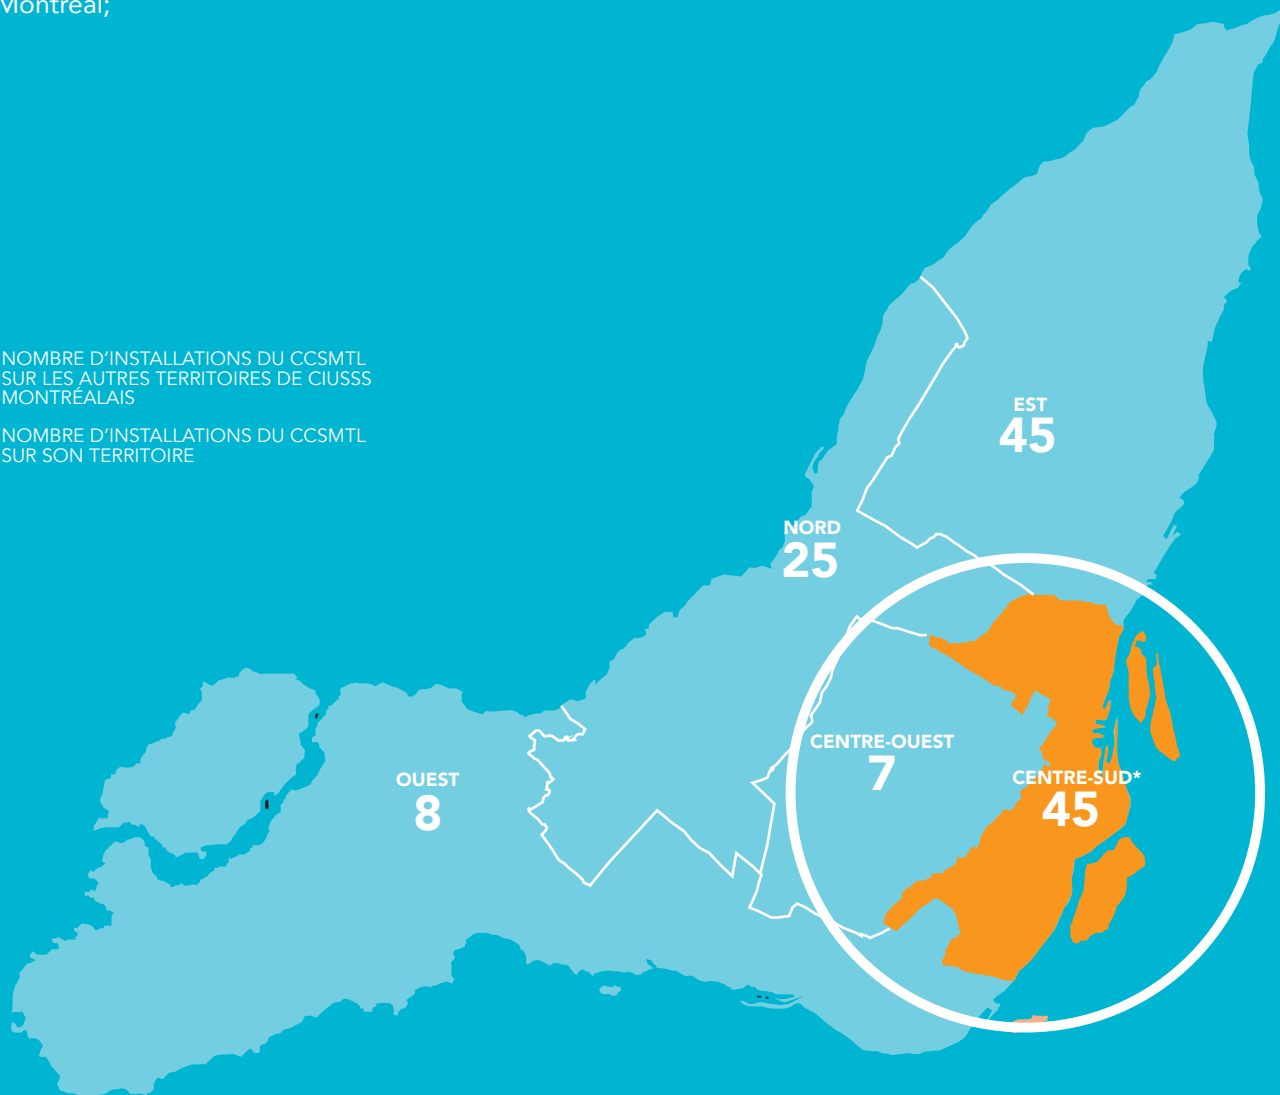 Montréal;
NOMBRE D'INSTALLATIONS DU CCSMTL
SUR LES AUTRES TERRITOIRES DE CIUSSS
MONTRÉALAIS
NOMBRE D'INSTALLATIONS DU CCSMTL
SUR SON TERRITOIRE
EST
45
NORD
25
CENTRE-OUEST
7
OUEST
8
CENTRE-SUD*
45